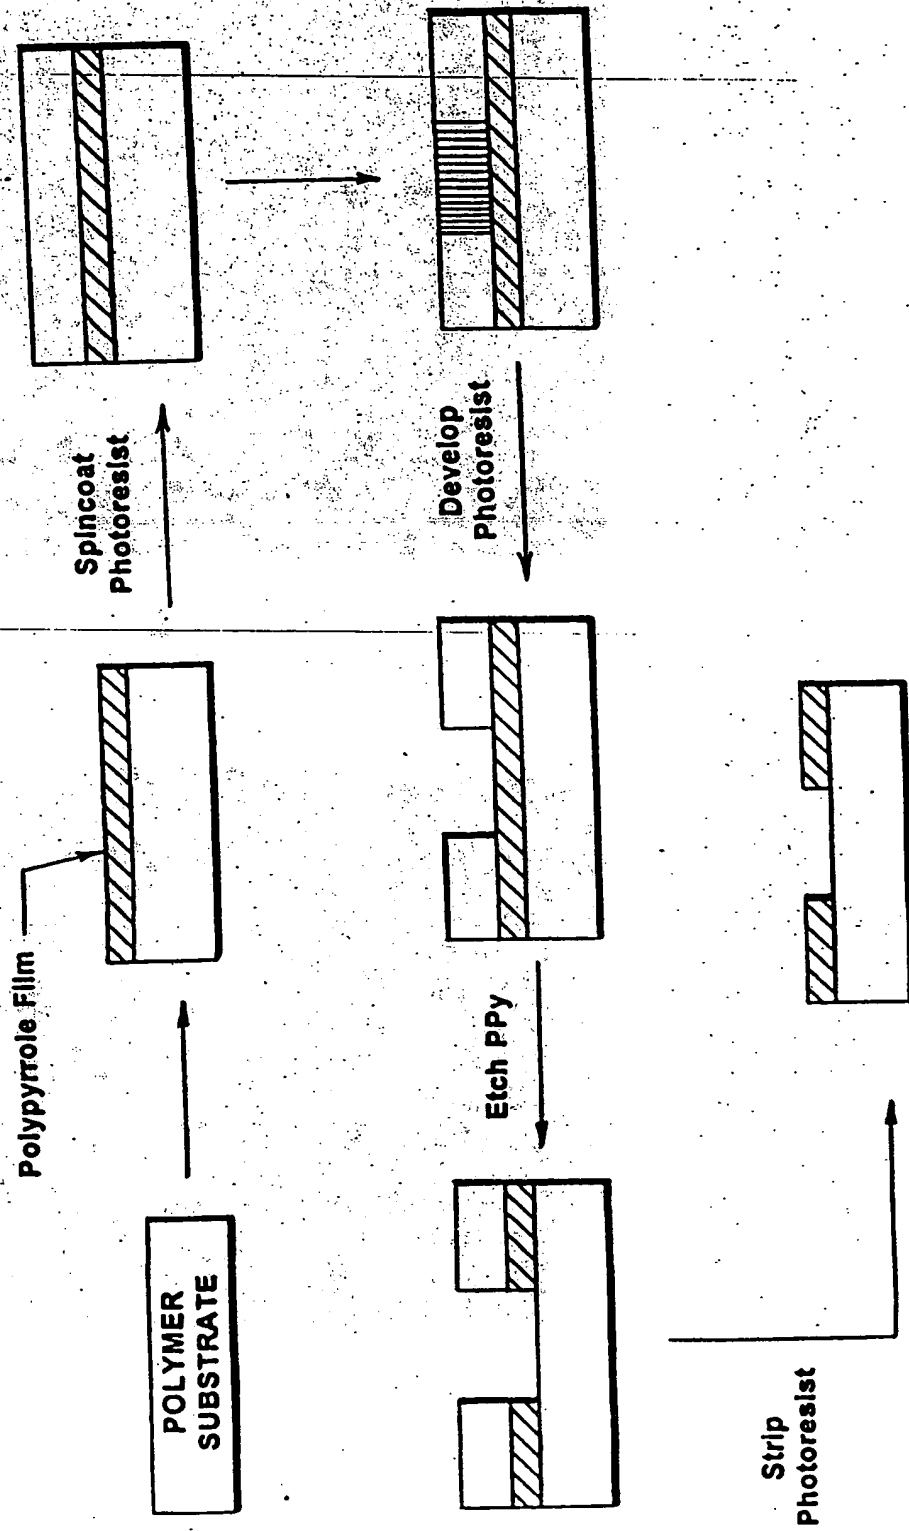 Polypyrrole Film
POLYMER
SUBSTRATE
Spincoat
Photoresist
Develop
Photoresist
Etch PPy
Strip
Photoresist